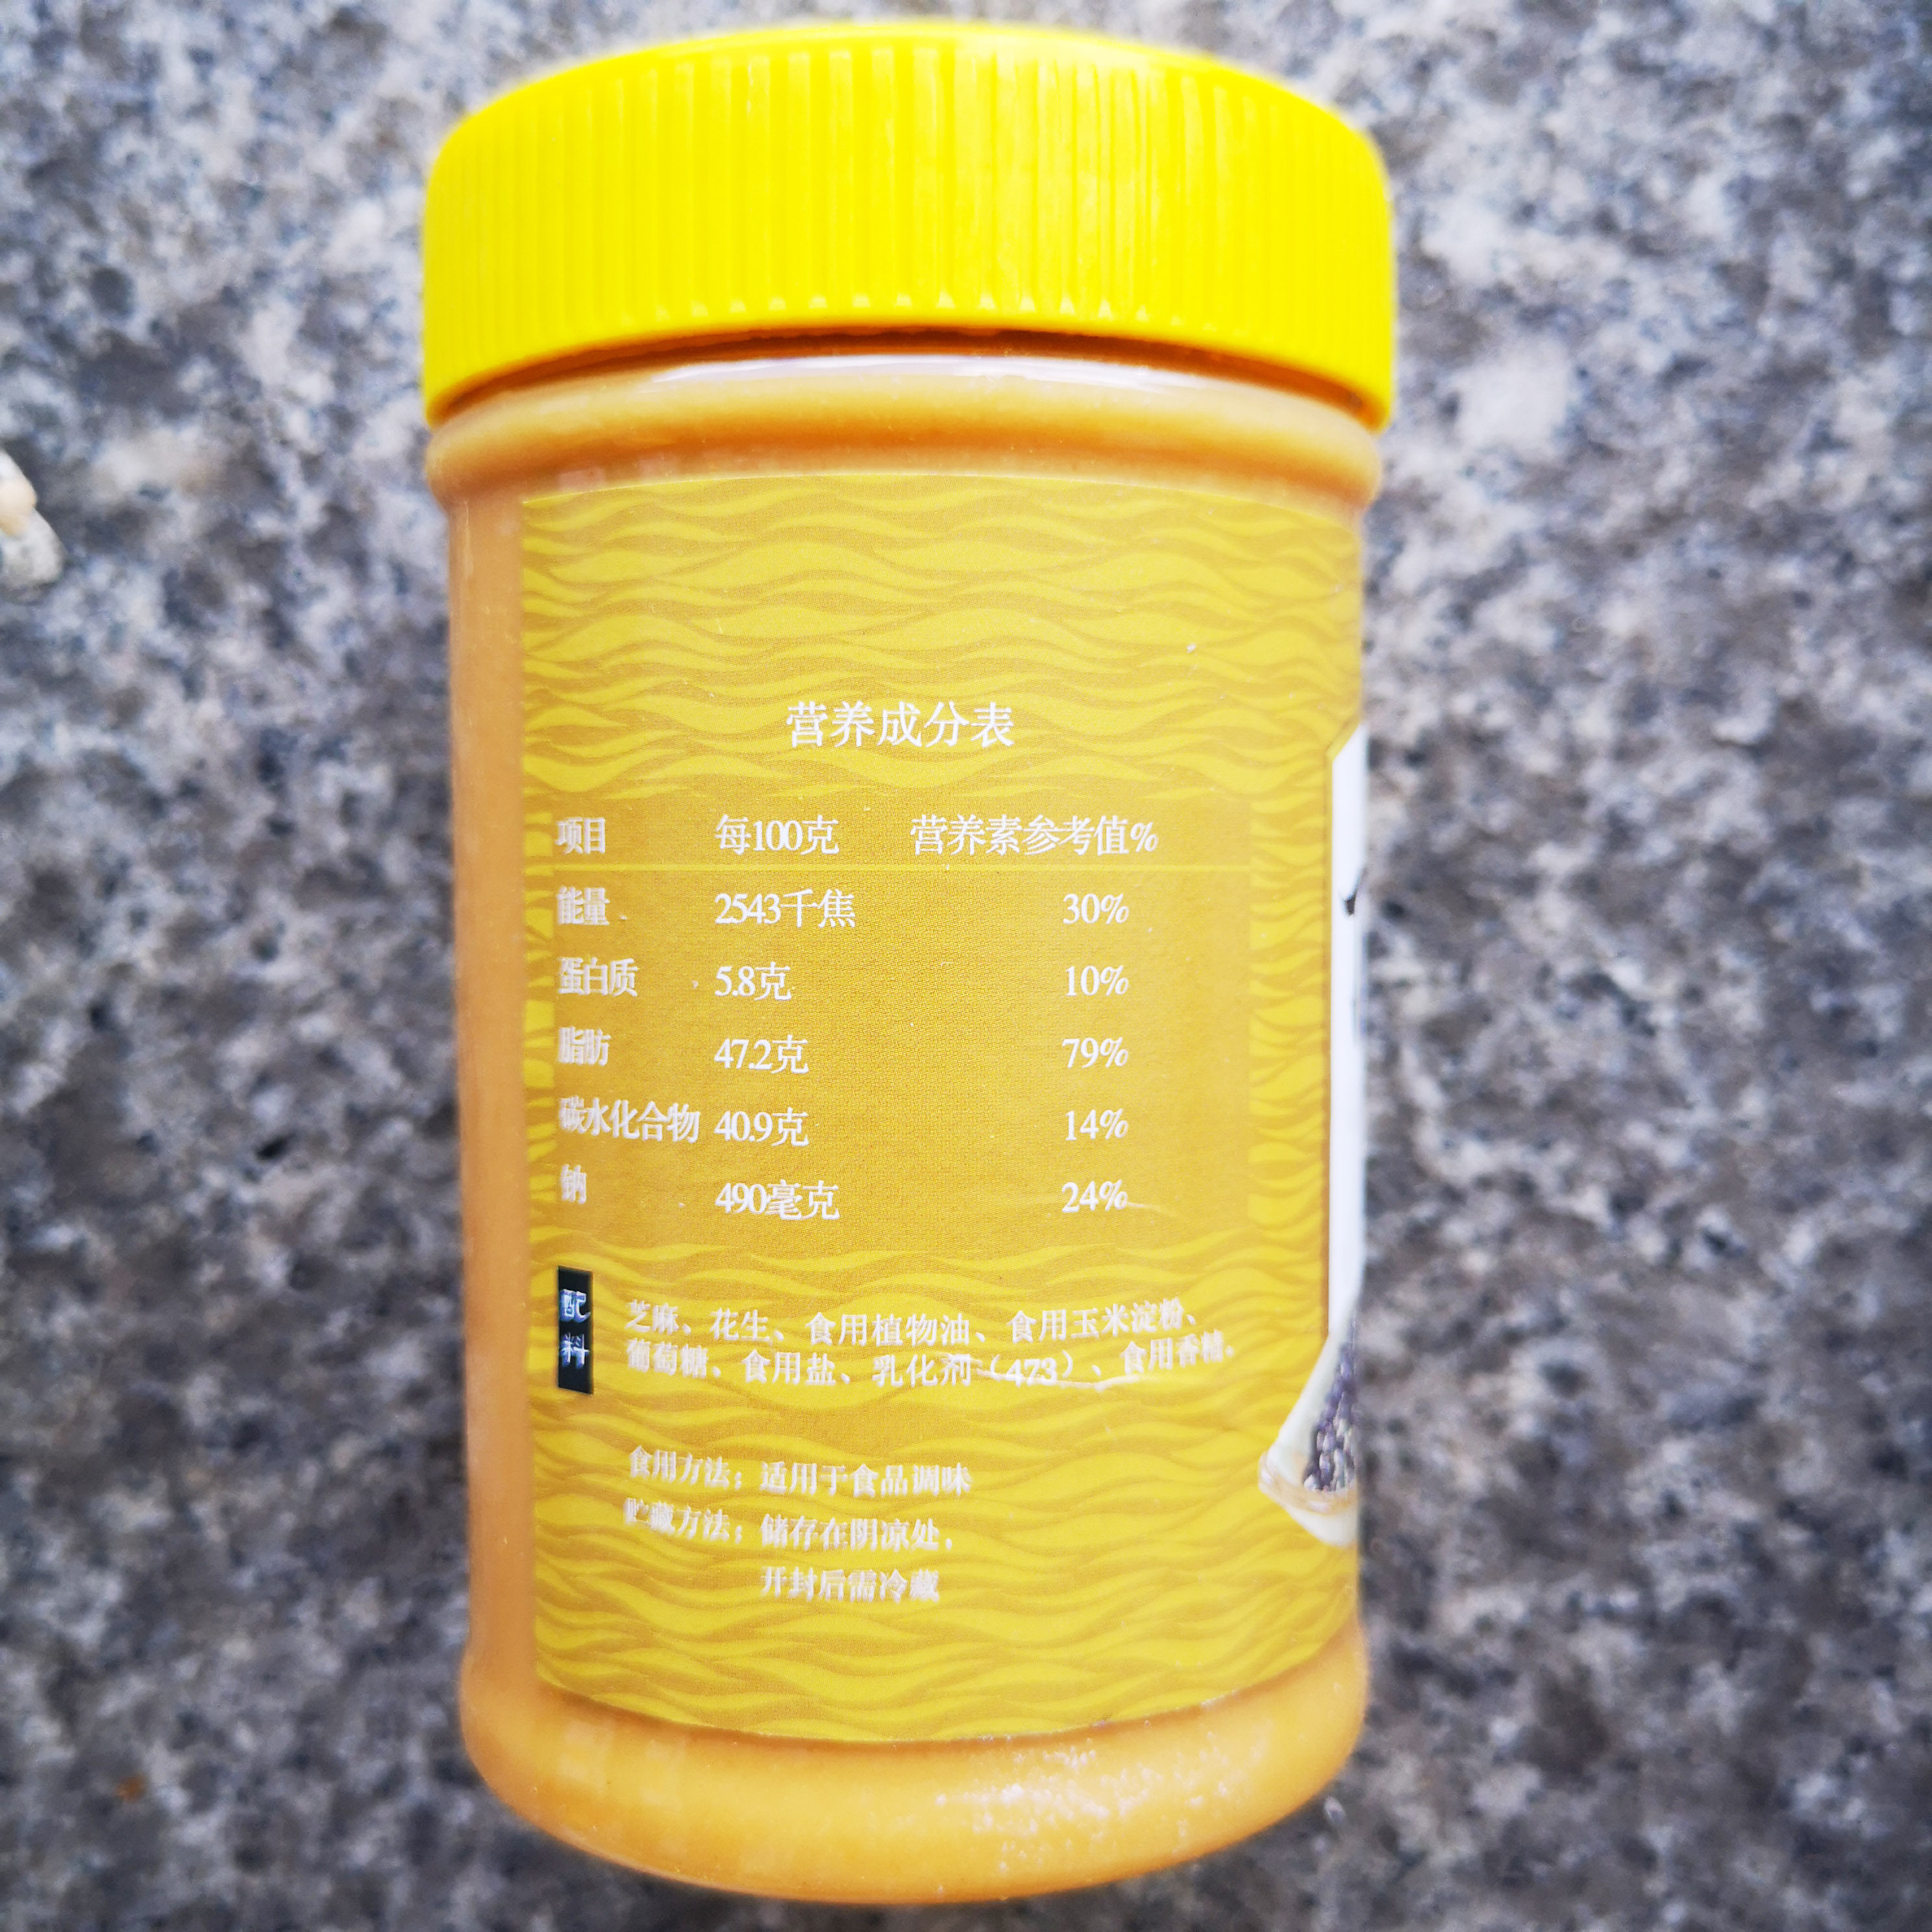 营养成分表
项目 每100克 营养素参考值%
能量 2543千焦 30%
蛋白质 5.8克 10%
脂肪 47.2克 79%
碳水化合物 40.9克 14%
钠 490毫克 24%
配料
芝麻、花生、食用植物油、食用玉米淀粉、
葡萄糖、食用盐、乳化剂（473）、食用香精。
食用方法：适用于食品调味
贮藏方法：储存在阴凉处，
开封后需冷藏